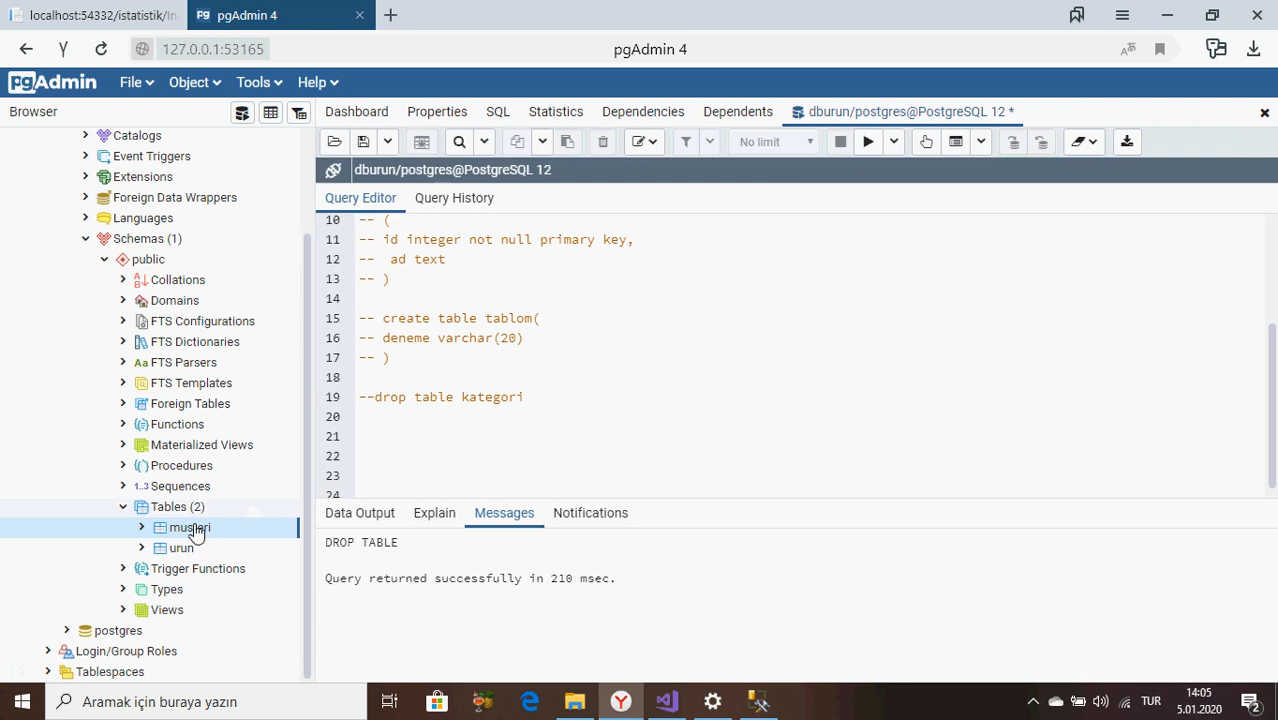 localhost:54332/istatistik/In
pgAdmin 4
127.0.0.1:53165
pgAdmin 4
pgAdmin
File
Object
Tools
Help
Browser
Dashboard
Properties
SQL
Statistics
Dependencies
Dependents
dburun/postgres@PostgreSQL 12 *
No limit
dburun/postgres@PostgreSQL 12
Query Editor
Query History
Catalogs
Event Triggers
Extensions
Foreign Data Wrappers
Languages
Schemas (1)
public
Collations
Domains
FTS Configurations
FTS Dictionaries
Aa FTS Parsers
FTS Templates
Foreign Tables
Functions
Materialized Views
Procedures
1..3 Sequences
Tables (2)
urun
Trigger Functions
Types
Views
postgres
Login/Group Roles
Tablespaces
10 -- (
11 -- id integer not null primary key,
12 -- ad text
13 -- )
14
15 -- create table tablom(
16 -- deneme varchar(20)
17 -- )
18
19 --drop table kategori
20
21
22
23
24
Data Output
Explain
Messages
Notifications
DROP TABLE
Query returned successfully in 210 msec.
Aramak için buraya yazın
TUR
14:05
5.01.2020
2